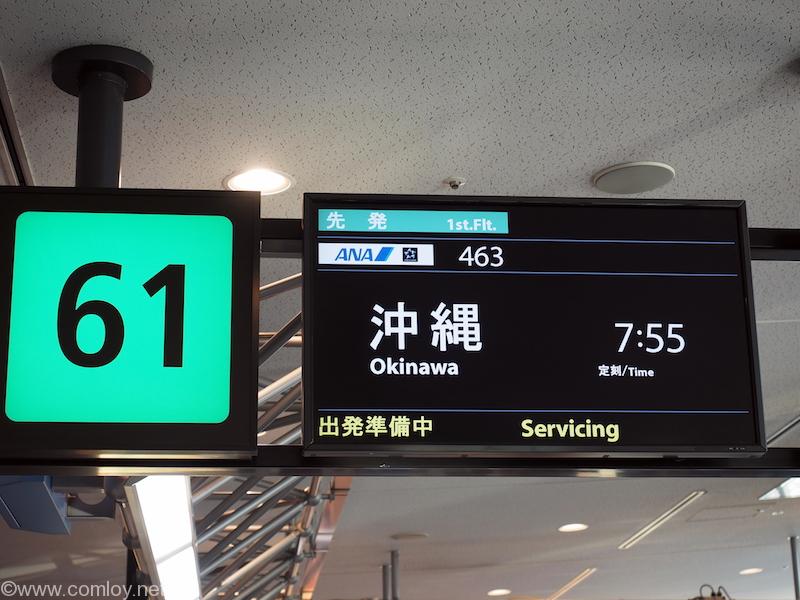 61
先発 1st.Flt.
ANA 463
沖縄 7:55
Okinawa 定刻/Time
出発準備中 Servicing
©www.comloy.net